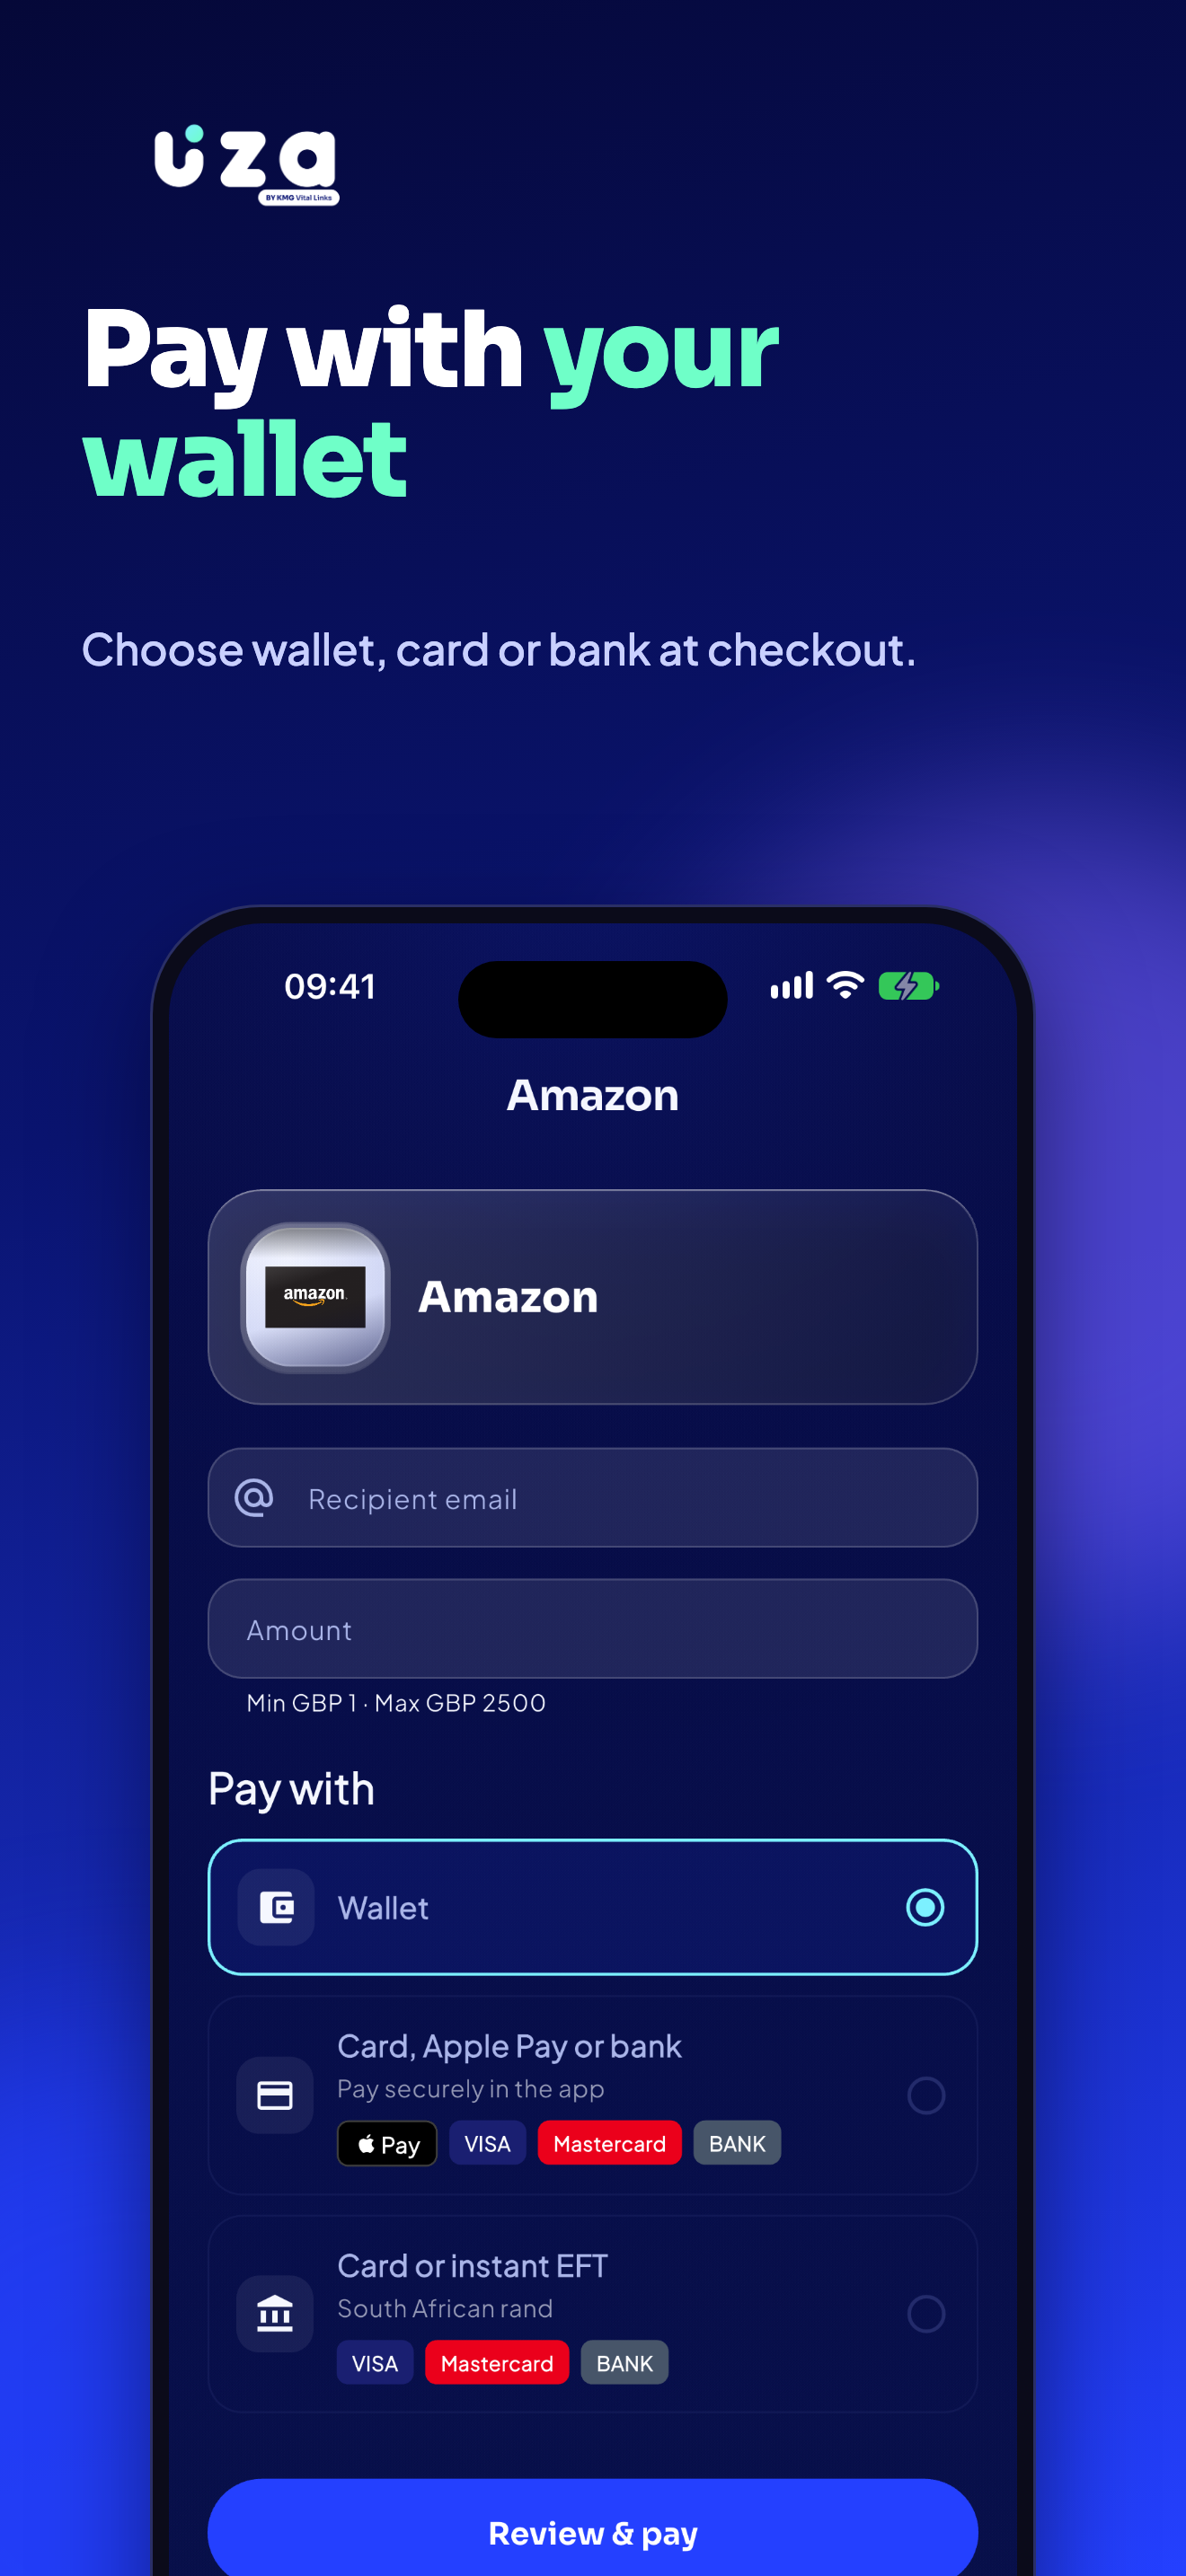 uza
BY KMG Vital Links
Pay with your
wallet
Choose wallet, card or bank at checkout.
09:41
Amazon
amazon
Amazon
Recipient email
Amount
Min GBP 1 · Max GBP 2500
Pay with
Wallet
Card, Apple Pay or bank
Pay securely in the app
Pay VISA Mastercard BANK
Card or instant EFT
South African rand
VISA Mastercard BANK
Review & pay